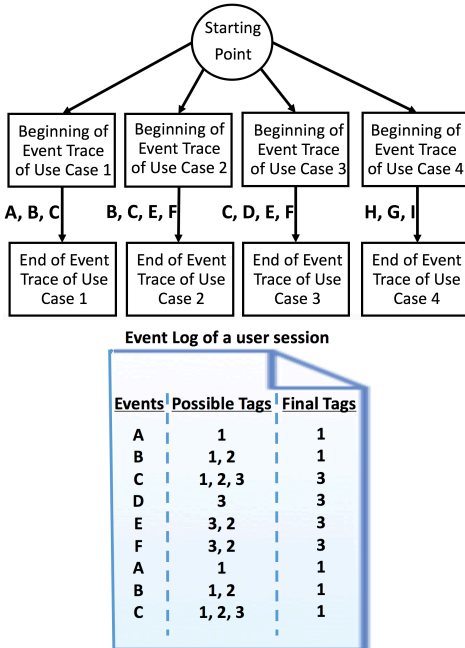 Starting
Point
Beginning of
Event Trace
of Use Case 1
Beginning of
Event Trace
of Use Case 2
Beginning of
Event Trace
of Use Case 3
Beginning of
Event Trace
of Use Case 4
A, B, C
B, C, E, F
C, D, E, F
H, G, I
End of Event
Trace of Use
Case 1
End of Event
Trace of Use
Case 2
End of Event
Trace of Use
Case 3
End of Event
Trace of Use
Case 4
Event Log of a user session
Events Possible Tags Final Tags
A 1 1
B 1, 2 1
C 1, 2, 3 3
D 3 3
E 3, 2 3
F 3, 2 3
A 1 1
B 1, 2 1
C 1, 2, 3 1